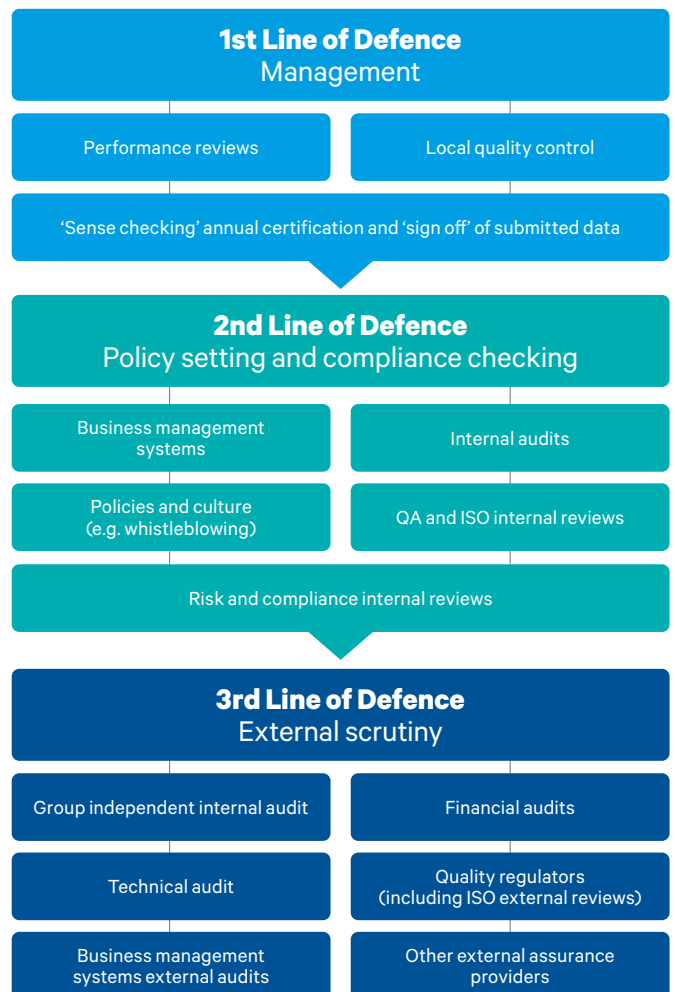 1st Line of Defence
Management
Performance reviews
Local quality control
‘Sense checking’ annual certification and ‘sign off’ of submitted data
2nd Line of Defence
Policy setting and compliance checking
Business management
systems
Internal audits
Policies and culture
(e.g. whistleblowing)
QA and ISO internal reviews
Risk and compliance internal reviews
3rd Line of Defence
External scrutiny
Group independent internal audit
Financial audits
Technical audit
Quality regulators
(including ISO external reviews)
Business management
systems external audits
Other external assurance
providers